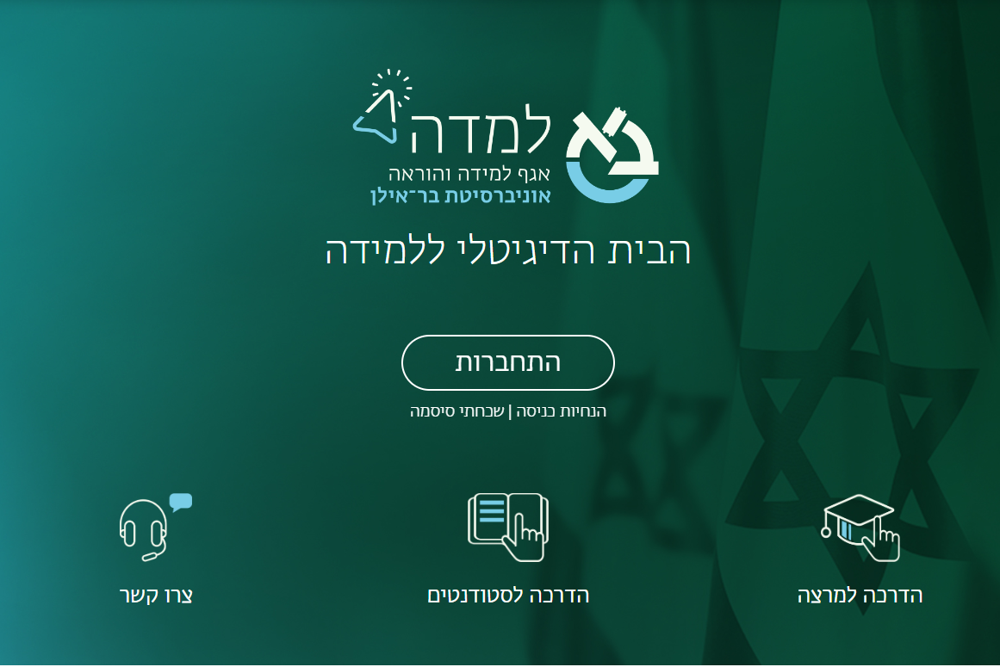 למדה
אגף למידה והוראה
אוניברסיטת בר־אילן
הבית הדיגיטלי ללמידה
התחברות
הנחיות כניסה | שכחתי סיסמה
הדרכה למרצה
הדרכה לסטודנטים
צרו קשר